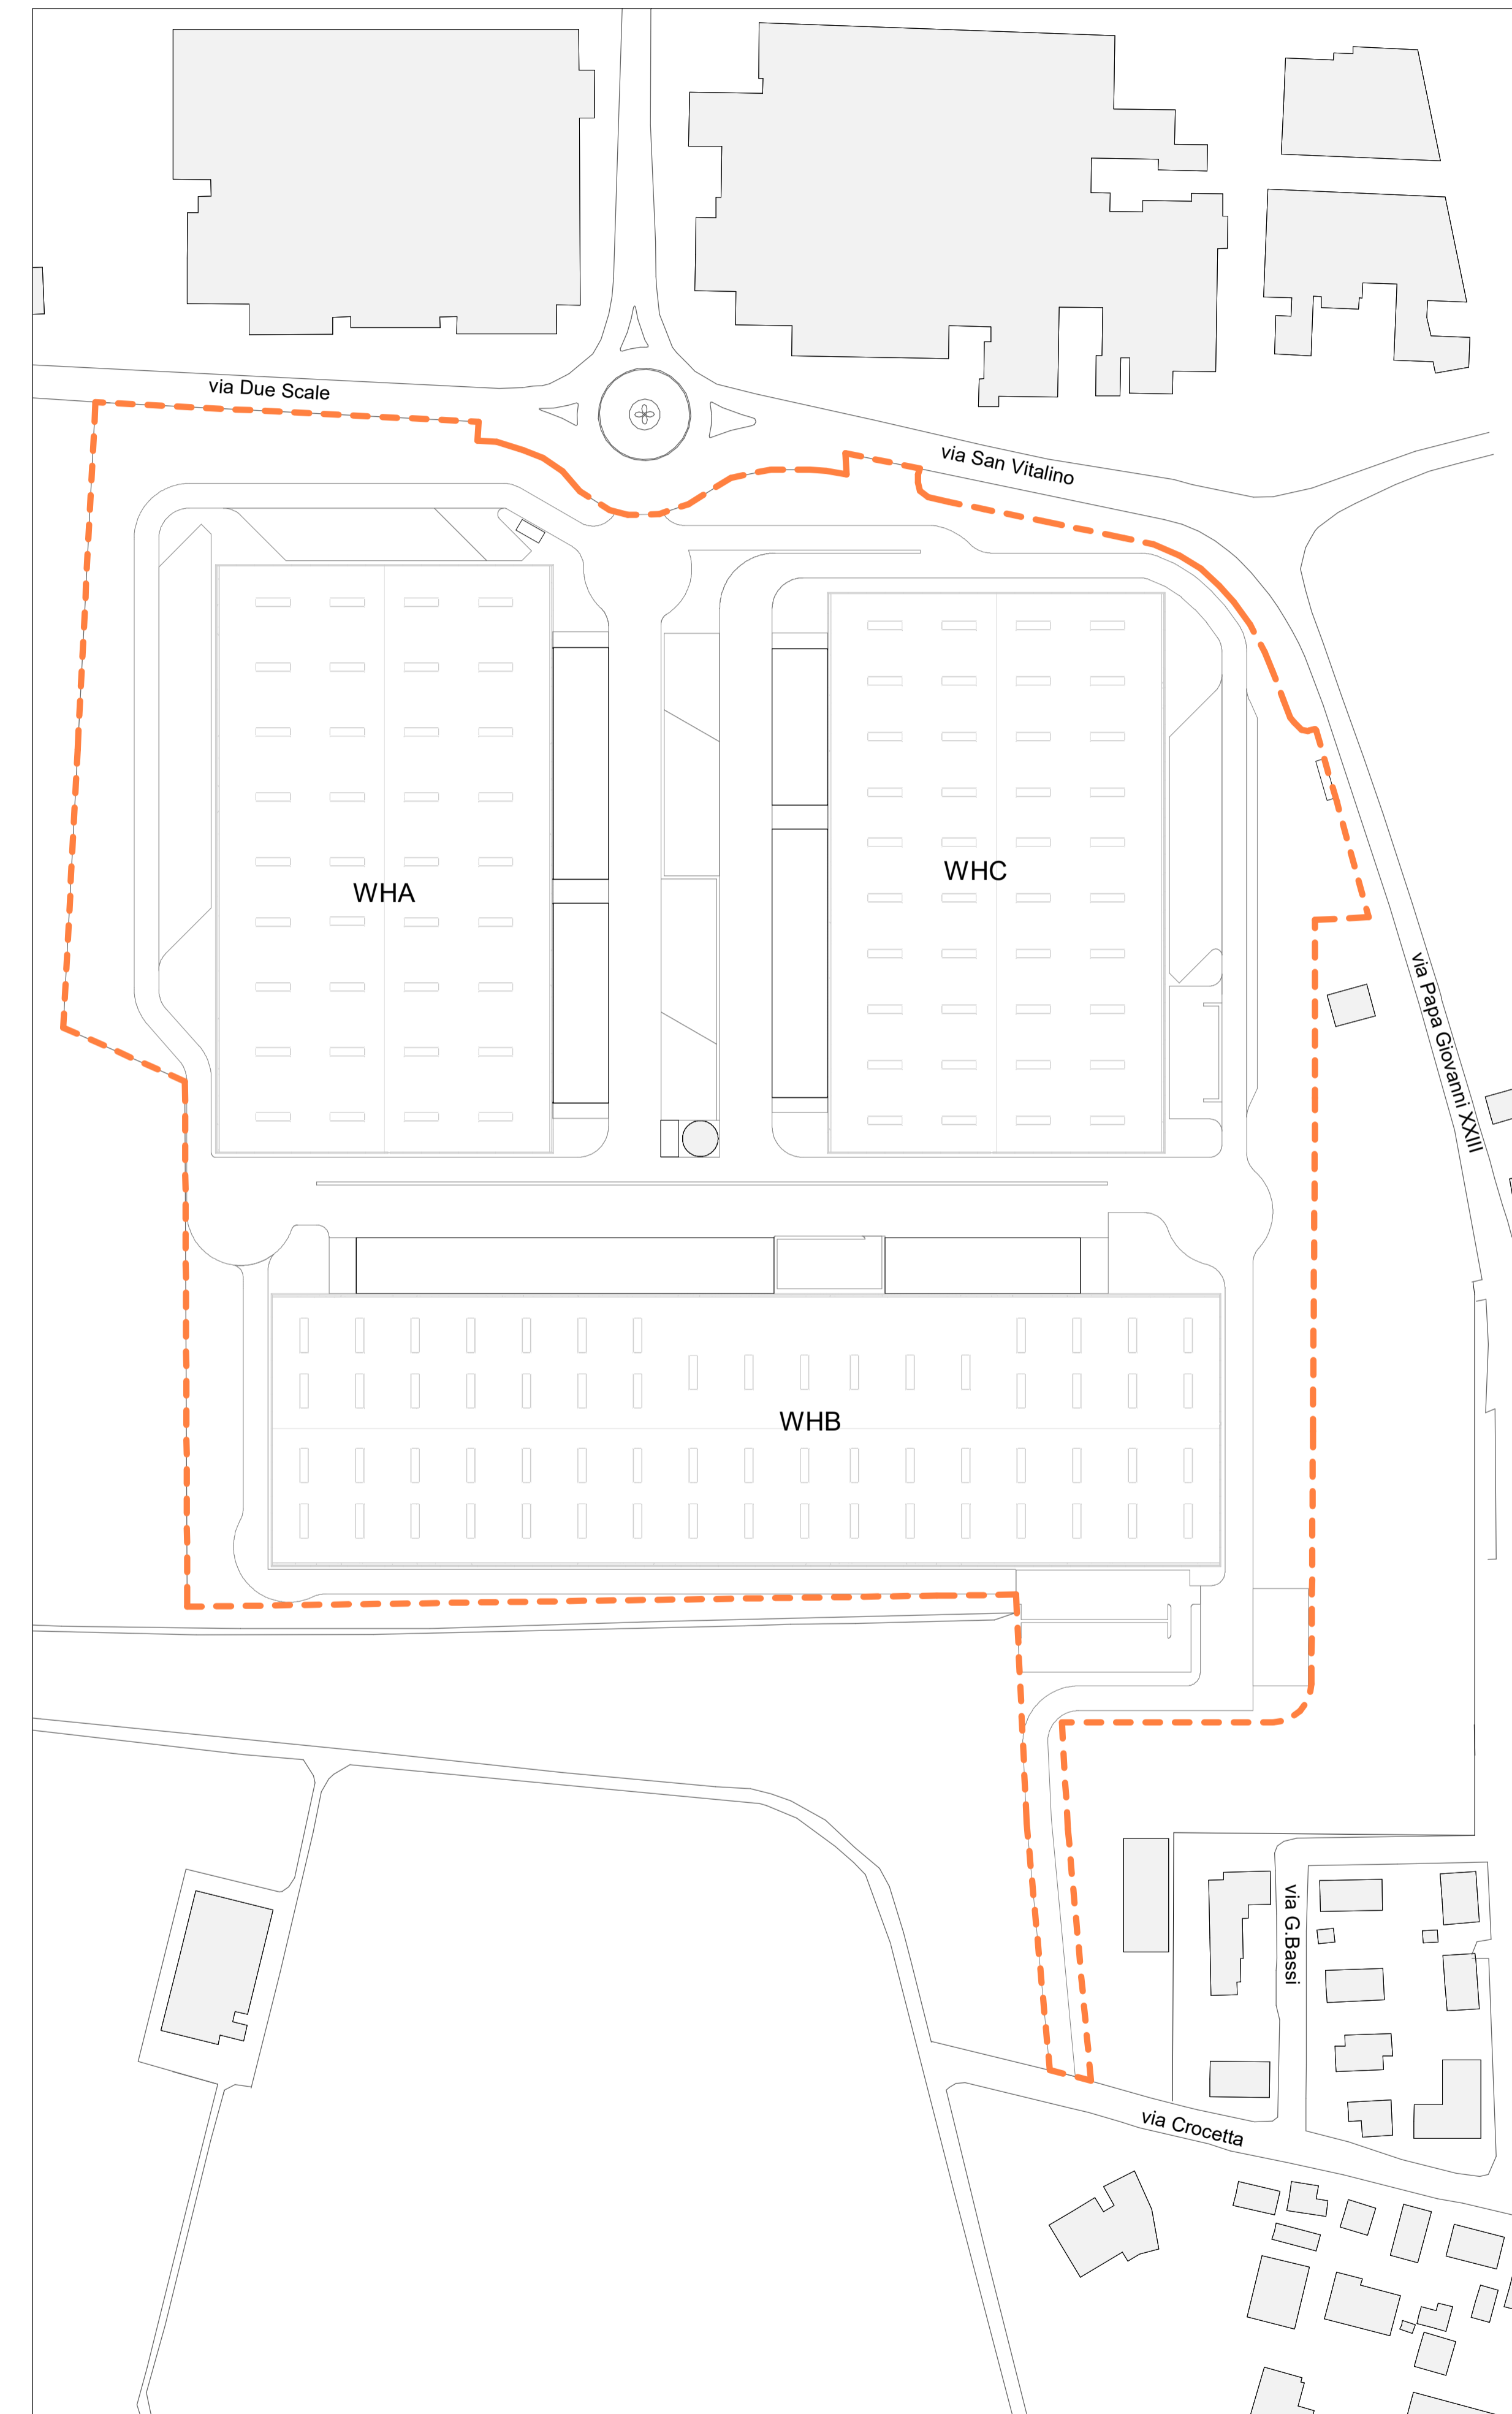 via Due Scale
via San Vitalino
WHC
WHA
via Papa Giovanni XXIII
WHB
via G.Bassi
via Crocetta